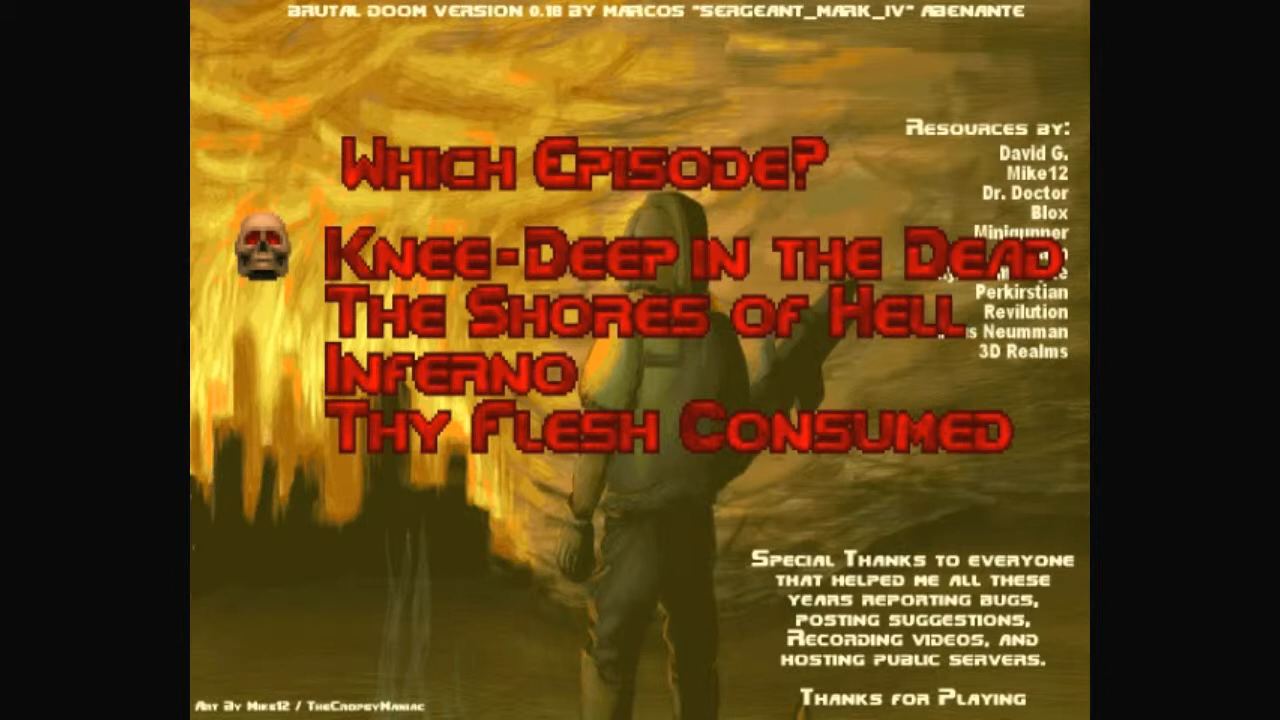 BRUTAL DOOM VERSION 0.18 BY MARCOS "SERGEANT_MARK_IV" ABENANTE
RESOURCES BY:
David G.
Mike12
Dr. Doctor
Blox
Minigunner
Perkirstian
Revilution
Neumman
3D Realms
WHICH EPISODE?
KNEE-DEEP IN THE DEAD
THE SHORES OF HELL
INFERNO
THY FLESH CONSUMED
SPECIAL THANKS TO EVERYONE
THAT HELPED ME ALL THESE
YEARS REPORTING BUGS,
POSTING SUGGESTIONS,
RECORDING VIDEOS, AND
HOSTING PUBLIC SERVERS.
THANKS FOR PLAYING
ART BY MIKE12 / THECROPSYMANIAC